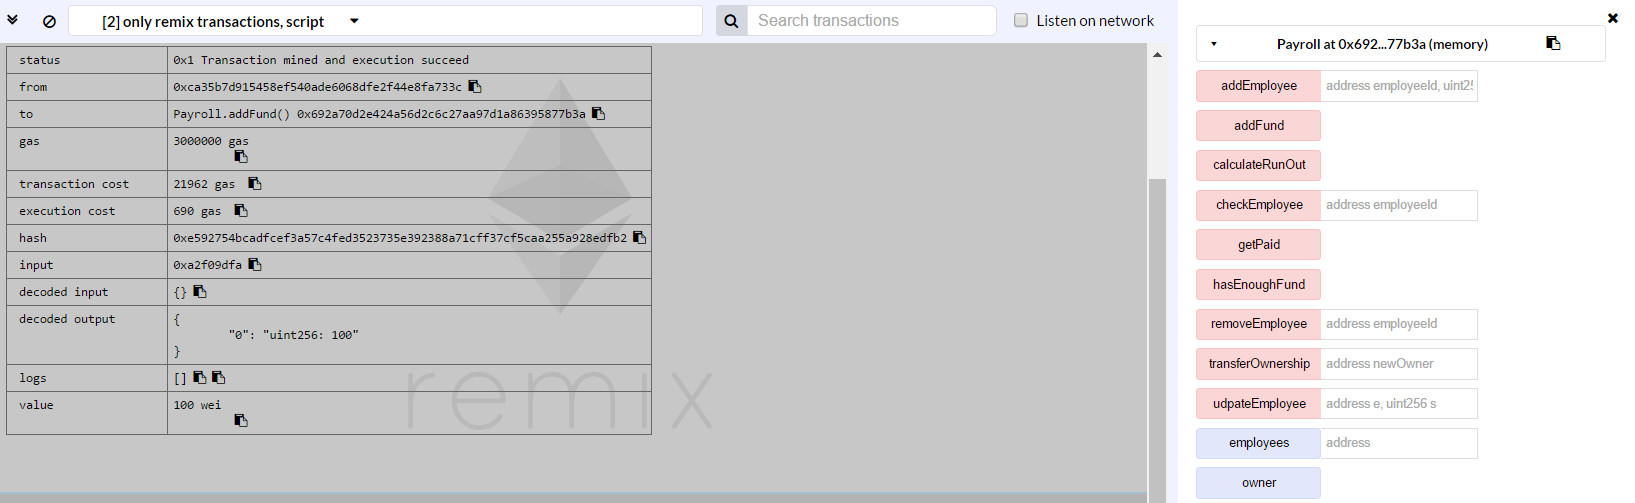 [2] only remix transactions, script
Search transactions
Listen on network
status 0x1 Transaction mined and execution succeed
from 0xca35b7d915458ef540ade6068dfe2f44e8fa733c
to Payroll.addFund() 0x692a70d2e424a56d2c6c27aa97d1a86395877b3a
gas 3000000 gas
transaction cost 21962 gas
execution cost 690 gas
hash 0xe592754bcadfcef3a57c4fed3523735e392388a71cff37cf5caa255a928edfb2
input 0xa2f09dfa
decoded input {}
decoded output {
"0": "uint256: 100"
}
logs []
value 100 wei
remix
Payroll at 0x692...77b3a (memory)
addEmployee address employeeId, uint25
addFund
calculateRunOut
checkEmployee address employeeId
getPaid
hasEnoughFund
removeEmployee address employeeId
transferOwnership address newOwner
udpateEmployee address e, uint256 s
employees address
owner